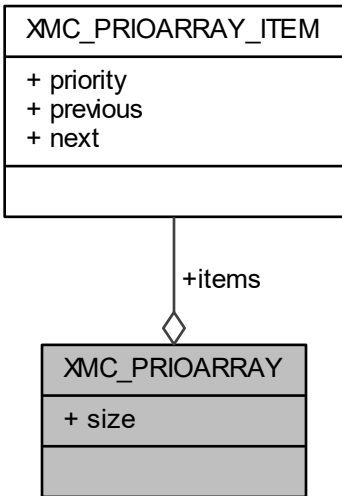 XMC_PRIOARRAY_ITEM
+ priority
+ previous
+ next
+items
XMC_PRIOARRAY
+ size